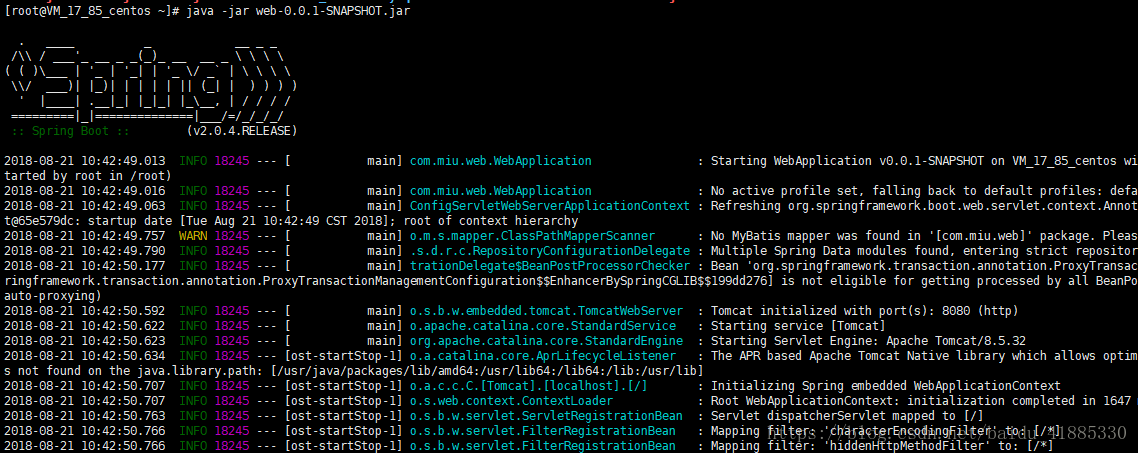 [root@VM_17_85_centos ~]# java -jar web-0.0.1-SNAPSHOT.jar
  .   ____          _            __ _ _
 /\\ / ___'_ __ _ _(_)_ __  __ _ \ \ \ \
( ( )\___ | '_ | '_| | '_ \/ _` | \ \ \ \
 \\/  ___)| |_)| | | | | || (_| |  ) ) ) )
  '  |____| .__|_| |_|_| |_\__, | / / / /
 =========|_|==============|___/=/_/_/_/
 :: Spring Boot ::        (v2.0.4.RELEASE)
2018-08-21 10:42:49.013  INFO 18245 --- [           main] com.miu.web.WebApplication               : Starting WebApplication v0.0.1-SNAPSHOT on VM_17_85_centos wi
tarted by root in /root)
2018-08-21 10:42:49.016  INFO 18245 --- [           main] com.miu.web.WebApplication               : No active profile set, falling back to default profiles: defa
2018-08-21 10:42:49.063  INFO 18245 --- [           main] ConfigServletWebServerApplicationContext : Refreshing org.springframework.boot.web.servlet.context.Annot
t@65e579dc: startup date [Tue Aug 21 10:42:49 CST 2018]; root of context hierarchy
2018-08-21 10:42:49.757  WARN 18245 --- [           main] o.m.s.mapper.ClassPathMapperScanner      : No MyBatis mapper was found in '[com.miu.web]' package. Pleas
2018-08-21 10:42:49.790  INFO 18245 --- [           main] .s.d.r.c.RepositoryConfigurationDelegate : Multiple Spring Data modules found, entering strict repositor
2018-08-21 10:42:50.177  INFO 18245 --- [           main] trationDelegate$BeanPostProcessorChecker : Bean 'org.springframework.transaction.annotation.ProxyTransac
ringframework.transaction.annotation.ProxyTransactionManagementConfiguration$$EnhancerBySpringCGLIB$$199dd276] is not eligible for getting processed by all BeanPo
auto-proxying)
2018-08-21 10:42:50.592  INFO 18245 --- [           main] o.s.b.w.embedded.tomcat.TomcatWebServer  : Tomcat initialized with port(s): 8080 (http)
2018-08-21 10:42:50.622  INFO 18245 --- [           main] o.apache.catalina.core.StandardService   : Starting service [Tomcat]
2018-08-21 10:42:50.623  INFO 18245 --- [           main] org.apache.catalina.core.StandardEngine  : Starting Servlet Engine: Apache Tomcat/8.5.32
2018-08-21 10:42:50.634  INFO 18245 --- [ost-startStop-1] o.a.catalina.core.AprLifecycleListener   : The APR based Apache Tomcat Native library which allows optim
s not found on the java.library.path: [/usr/java/packages/lib/amd64:/usr/lib64:/lib64:/lib:/usr/lib]
2018-08-21 10:42:50.707  INFO 18245 --- [ost-startStop-1] o.a.c.c.C.[Tomcat].[localhost].[/]       : Initializing Spring embedded WebApplicationContext
2018-08-21 10:42:50.707  INFO 18245 --- [ost-startStop-1] o.s.web.context.ContextLoader            : Root WebApplicationContext: initialization completed in 1647 m
2018-08-21 10:42:50.763  INFO 18245 --- [ost-startStop-1] o.s.b.w.servlet.ServletRegistrationBean  : Servlet dispatcherServlet mapped to [/]
2018-08-21 10:42:50.766  INFO 18245 --- [ost-startStop-1] o.s.b.w.servlet.FilterRegistrationBean   : Mapping filter: 'characterEncodingFilter' to: [/*]
2018-08-21 10:42:50.766  INFO 18245 --- [ost-startStop-1] o.s.b.w.servlet.FilterRegistrationBean   : Mapping filter: 'hiddenHttpMethodFilter' to: [/*]
https://blog.csdn.net/baidu_41885330